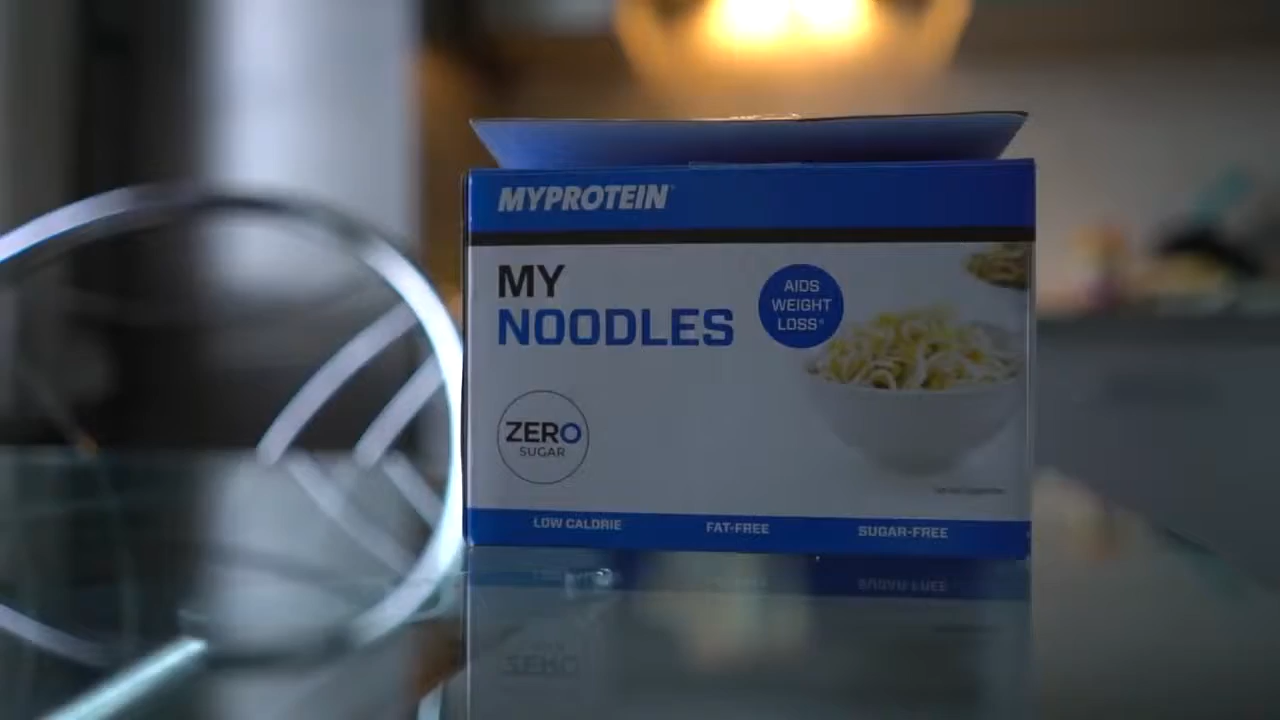 MYPROTEIN
MY
NOODLES
AIDS
WEIGHT
LOSS*
ZERO
SUGAR
LOW CALORIE
FAT-FREE
SUGAR-FREE